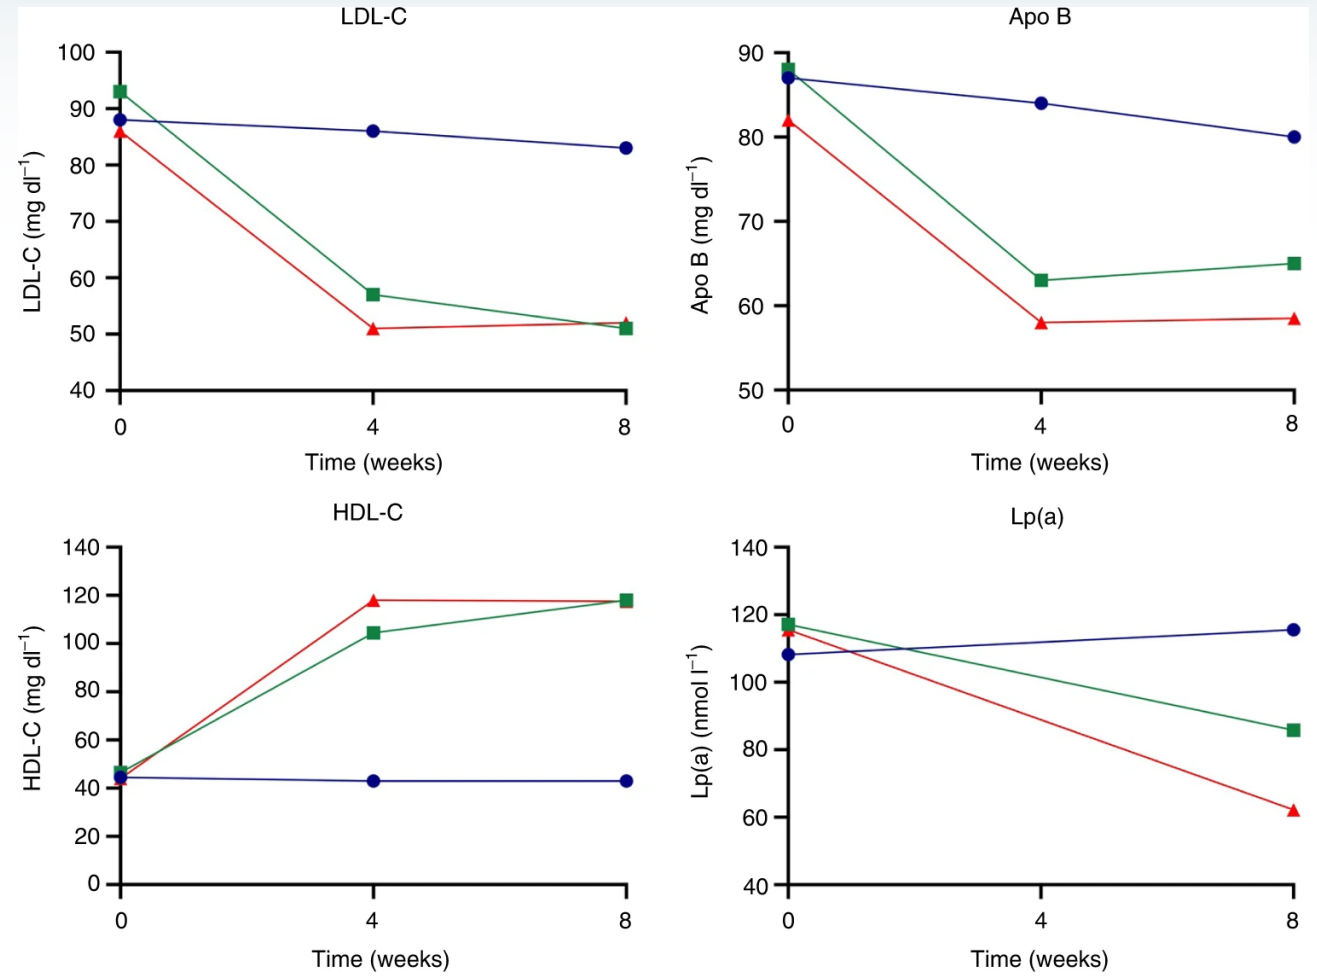 LDL-C
100
90
80
70
60
50
40
LDL-C (mg dl⁻¹)
0 4 8
Time (weeks)
Apo B
90
80
70
60
50
Apo B (mg dl⁻¹)
0 4 8
Time (weeks)
HDL-C
140
120
100
80
60
40
20
0
HDL-C (mg dl⁻¹)
0 4 8
Time (weeks)
Lp(a)
140
120
100
80
60
40
Lp(a) (nmol l⁻¹)
0 4 8
Time (weeks)